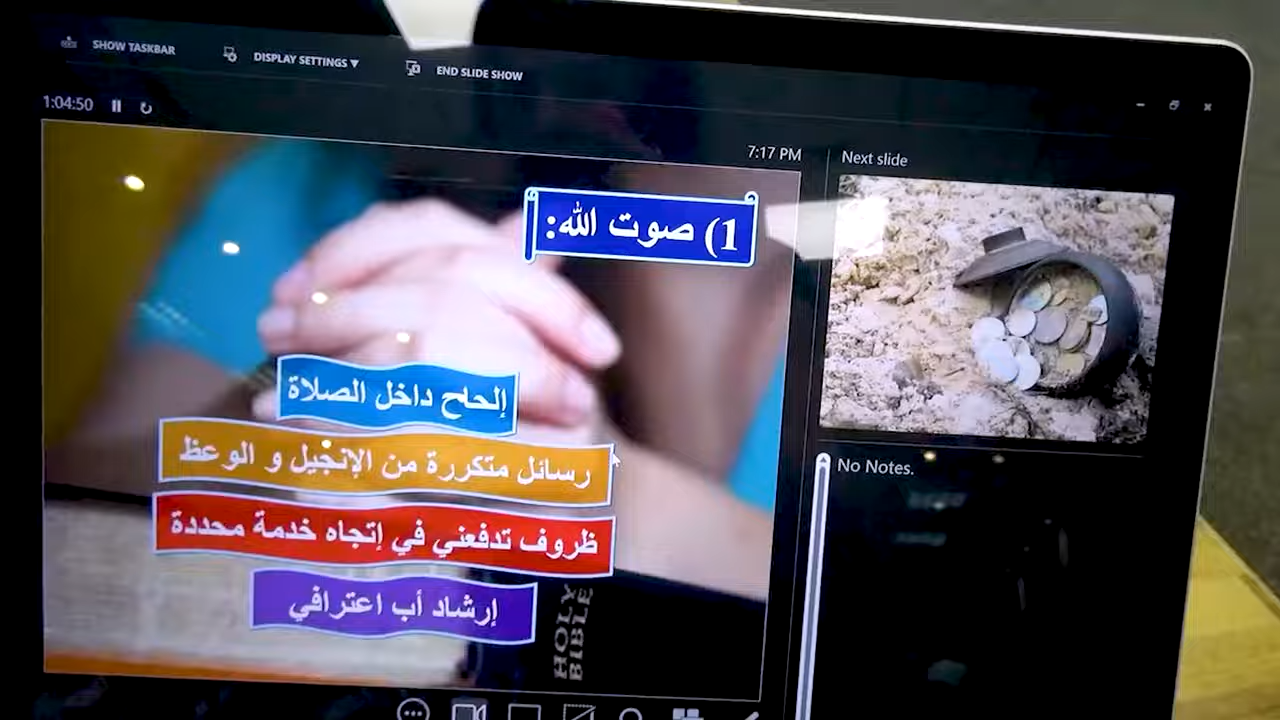 SHOW TASKBAR
DISPLAY SETTINGS ▼
END SLIDE SHOW
1:04:50
7:17 PM
Next slide
1) صوت الله:
إلحاح داخل الصلاة
رسائل متكررة من الإنجيل و الوعظ
ظروف تدفعني في إتجاه خدمة محددة
إرشاد أب اعترافي
HOLY
BIBLE
No Notes.